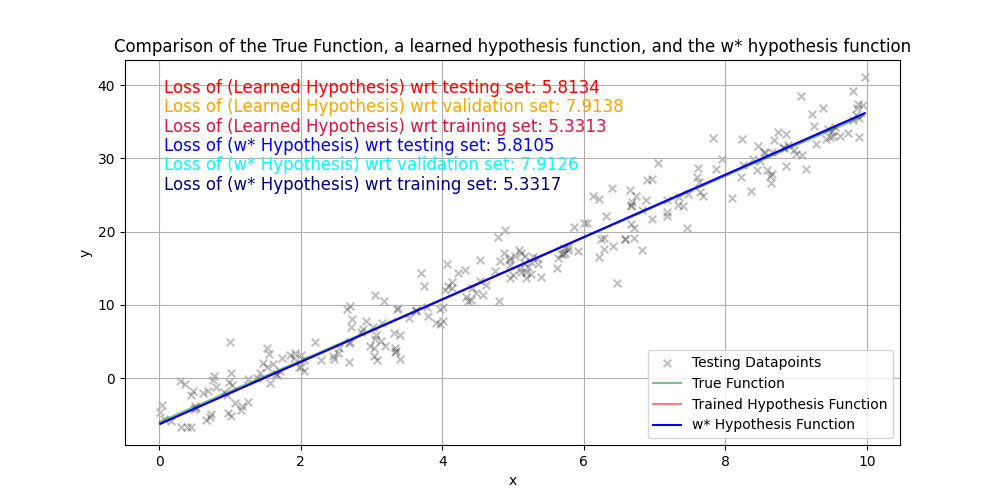 Comparison of the True Function, a learned hypothesis function, and the w* hypothesis function
Loss of (Learned Hypothesis) wrt testing set: 5.8134
Loss of (Learned Hypothesis) wrt validation set: 7.9138
Loss of (Learned Hypothesis) wrt training set: 5.3313
Loss of (w* Hypothesis) wrt testing set: 5.8105
Loss of (w* Hypothesis) wrt validation set: 7.9126
Loss of (w* Hypothesis) wrt training set: 5.3317
40
30
20
10
0
y
Testing Datapoints
True Function
Trained Hypothesis Function
w* Hypothesis Function
0 2 4 6 8 10
x